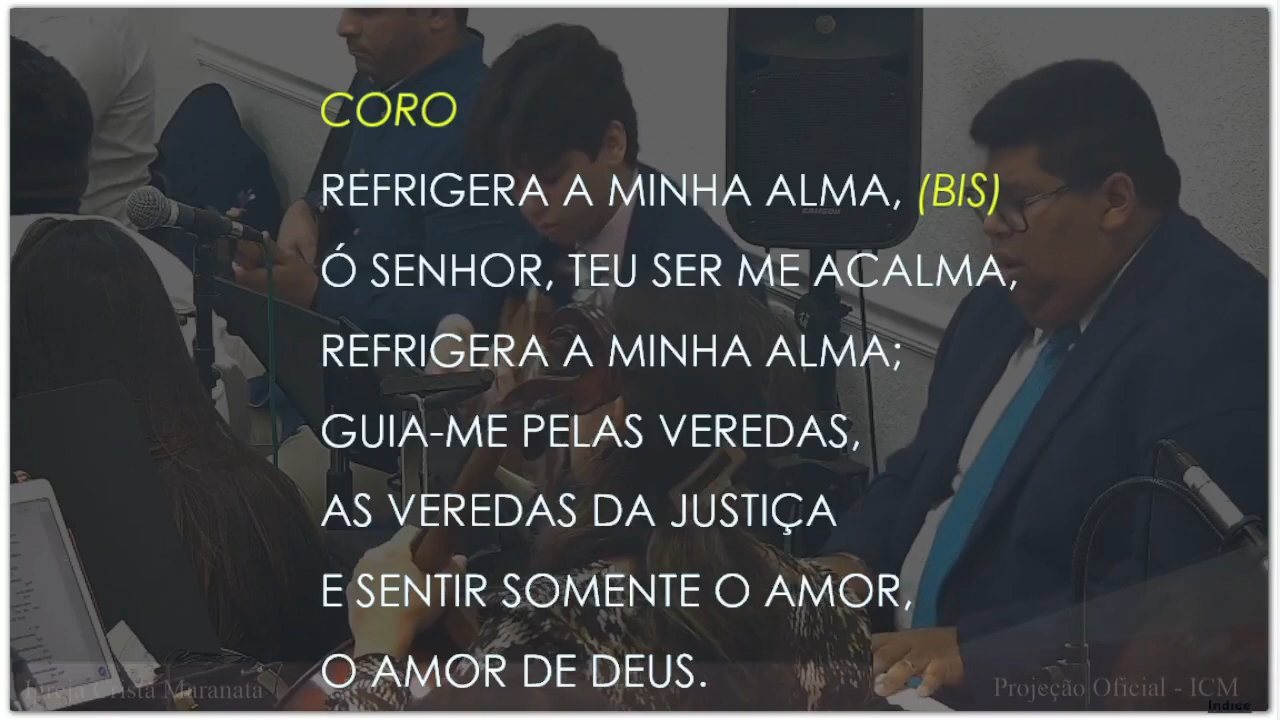 CORO
REFRIGERA A MINHA ALMA, (BIS)
Ó SENHOR, TEU SER ME ACALMA,
REFRIGERA A MINHA ALMA;
GUIA-ME PELAS VEREDAS,
AS VEREDAS DA JUSTIÇA
E SENTIR SOMENTE O AMOR,
O AMOR DE DEUS.
Igreja Cristã Maranata
Projeção Oficial - ICM
Índice
SAMSON